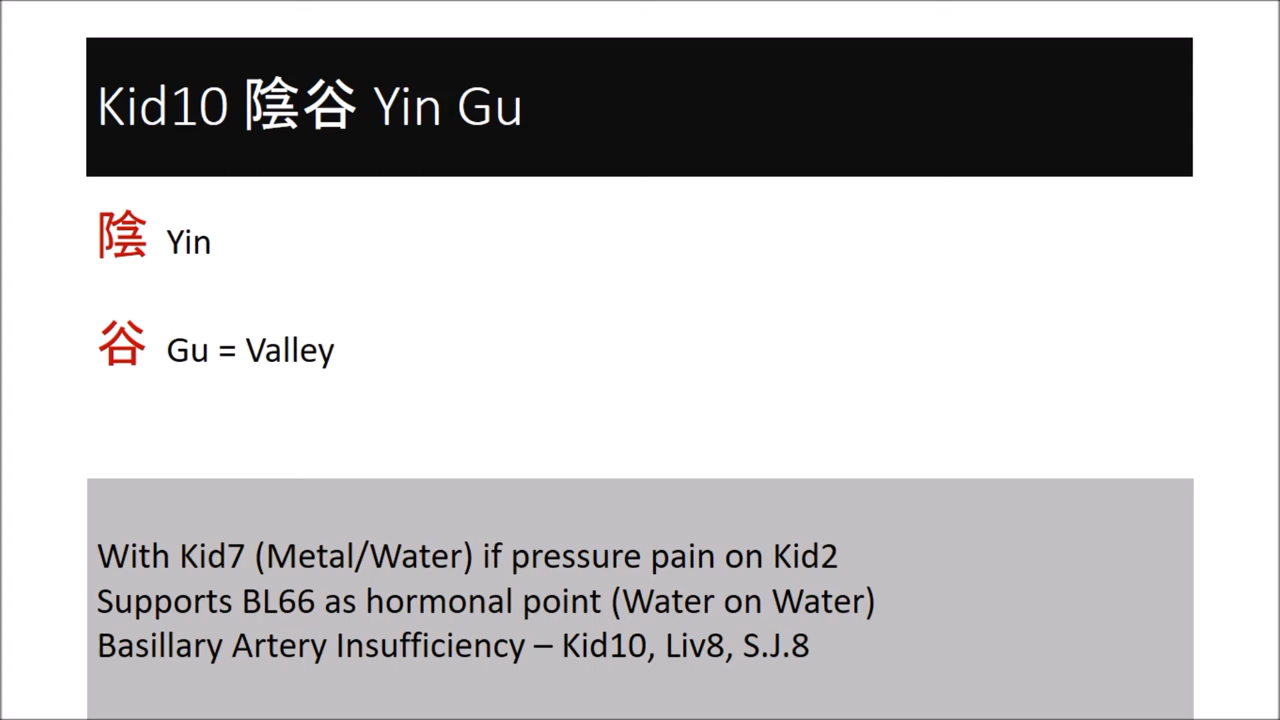 Kid10 陰谷 Yin Gu
陰 Yin
谷 Gu = Valley
With Kid7 (Metal/Water) if pressure pain on Kid2
Supports BL66 as hormonal point (Water on Water)
Basillary Artery Insufficiency – Kid10, Liv8, S.J.8